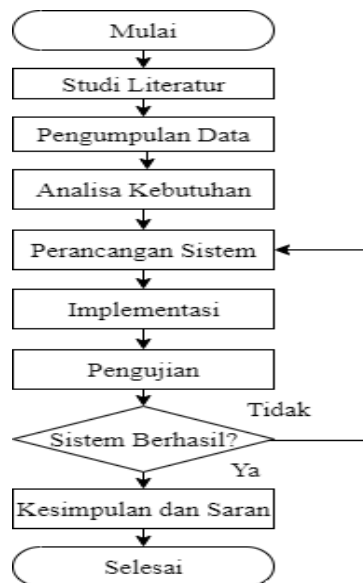 Mulai
Studi Literatur
Pengumpulan Data
Analisa Kebutuhan
Perancangan Sistem
Implementasi
Pengujian
Tidak
Sistem Berhasil?
Ya
Kesimpulan dan Saran
Selesai